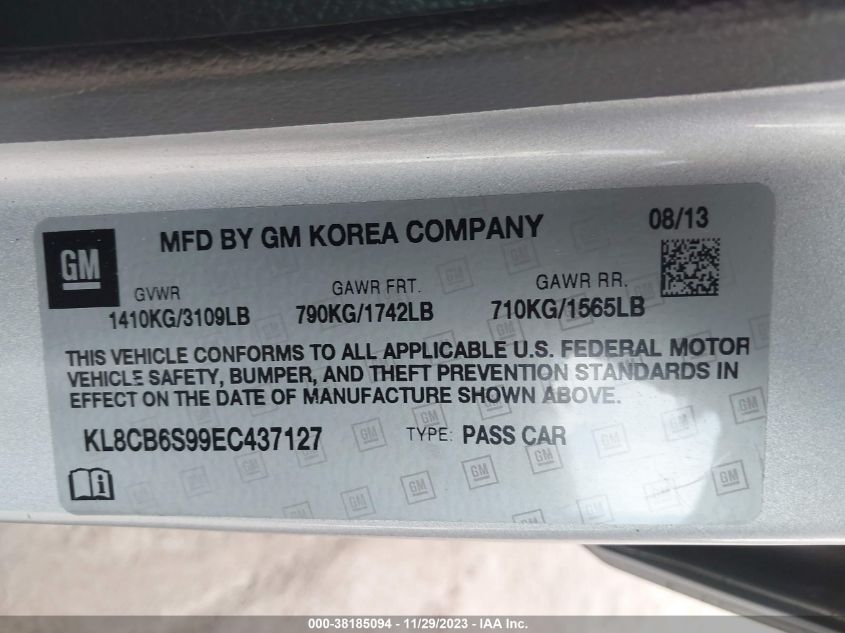 MFD BY GM KOREA COMPANY
08/13
GM
GVWR
1410KG/3109LB
GAWR FRT.
790KG/1742LB
GAWR RR.
710KG/1565LB
THIS VEHICLE CONFORMS TO ALL APPLICABLE U.S. FEDERAL MOTOR
VEHICLE SAFETY, BUMPER, AND THEFT PREVENTION STANDARDS IN
EFFECT ON THE DATE OF MANUFACTURE SHOWN ABOVE.
KL8CB6S99EC437127
TYPE: PASS CAR
000-38185094 - 11/29/2023 - IAA Inc.